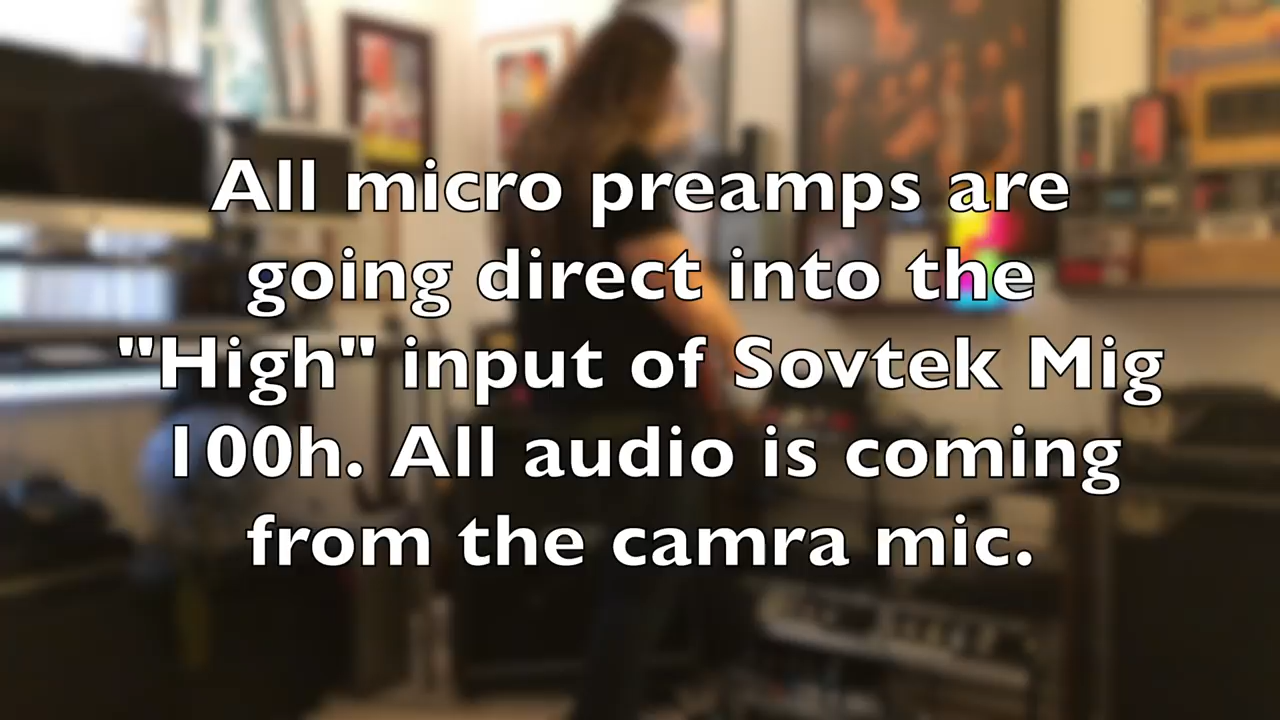 All micro preamps are
going direct into the
"High" input of Sovtek Mig
100h. All audio is coming
from the camra mic.